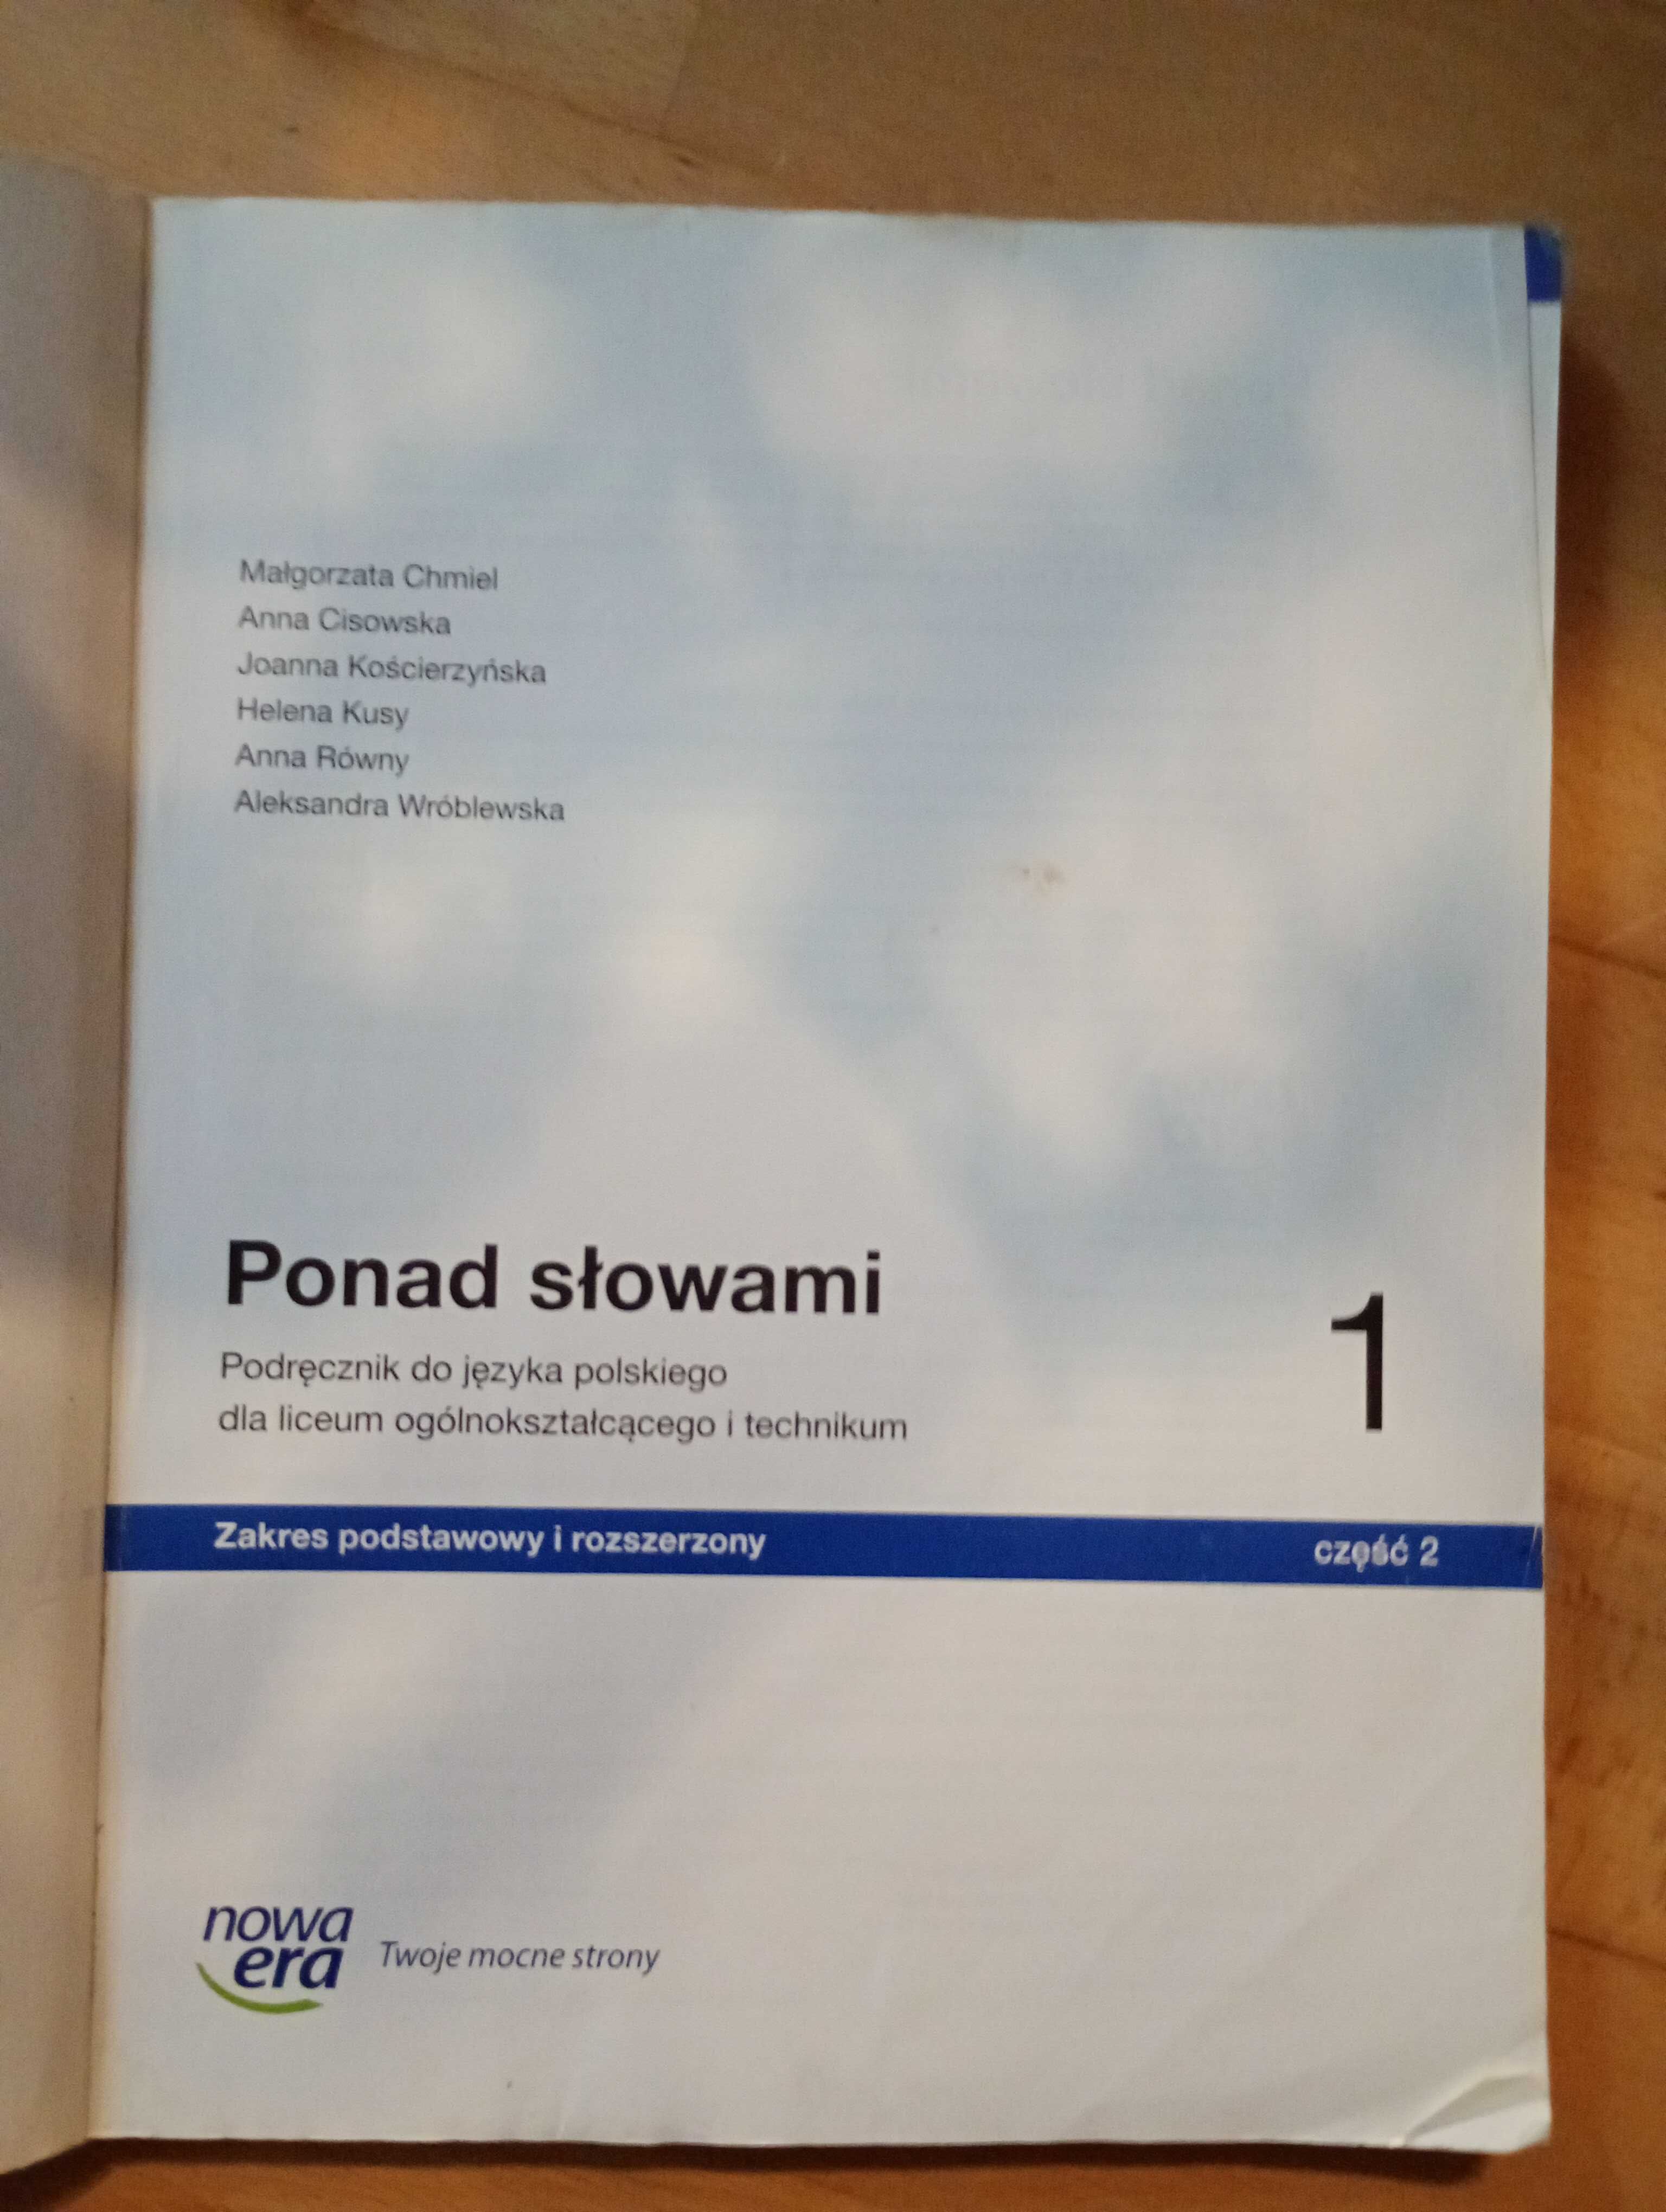 Małgorzata Chmiel
Anna Cisowska
Joanna Kościerzyńska
Helena Kusy
Anna Równy
Aleksandra Wróblewska
Ponad słowami
1
Podręcznik do języka polskiego
dla liceum ogólnokształcącego i technikum
Zakres podstawowy i rozszerzony część 2
nowa
era
Twoje mocne strony